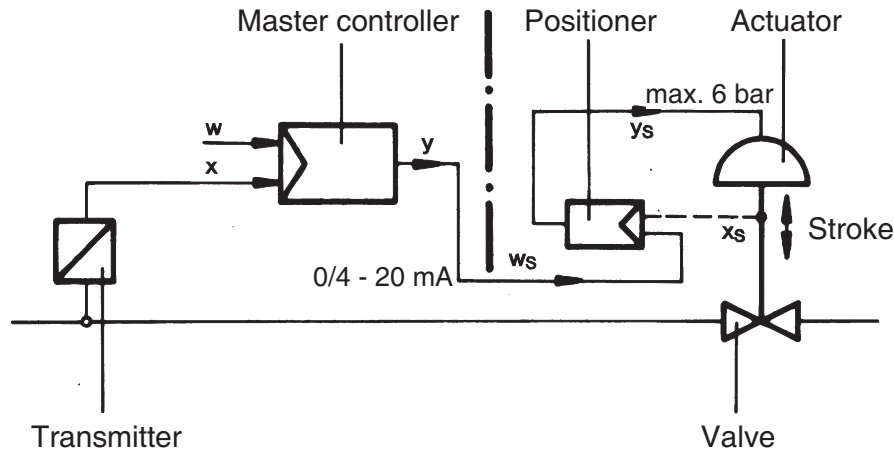 Master controller
Positioner
Actuator
max. 6 bar
w
y
yS
x
xS
Stroke
wS
0/4 - 20 mA
Transmitter
Valve